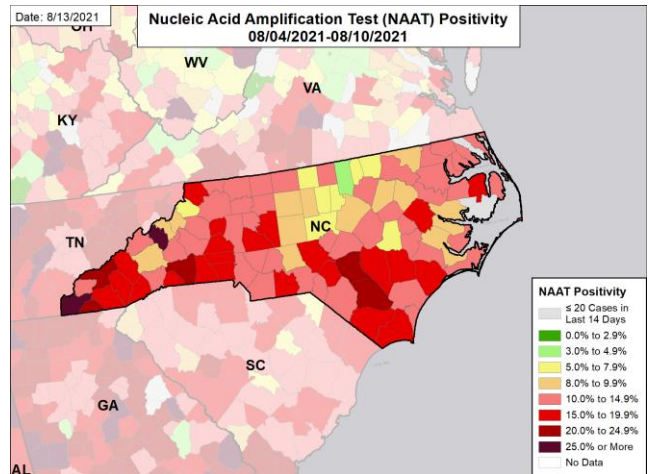 Date: 8/13/2021
Nucleic Acid Amplification Test (NAAT) Positivity
08/04/2021-08/10/2021
OH
WV
VA
KY
TN
NC
SC
GA
AL
NAAT Positivity
≤ 20 Cases in
Last 14 Days
0.0% to 2.9%
3.0% to 4.9%
5.0% to 7.9%
8.0% to 9.9%
10.0% to 14.9%
15.0% to 19.9%
20.0% to 24.9%
25.0% or More
No Data